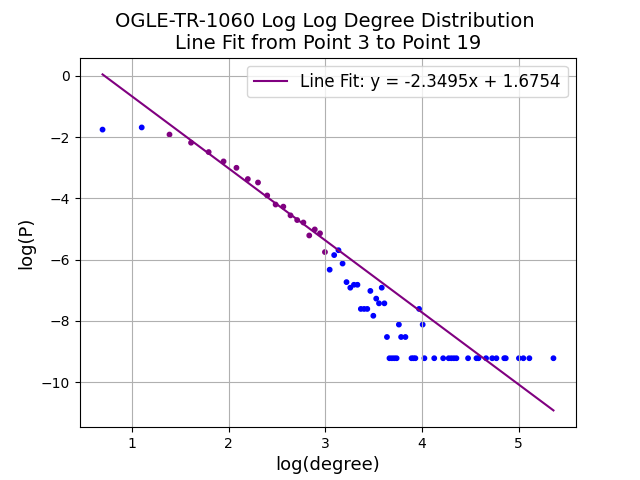 OGLE-TR-1060 Log Log Degree Distribution
Line Fit from Point 3 to Point 19
Line Fit: y = -2.3495x + 1.6754
log(P)
0
−2
−4
−6
−8
−10
1 2 3 4 5
log(degree)